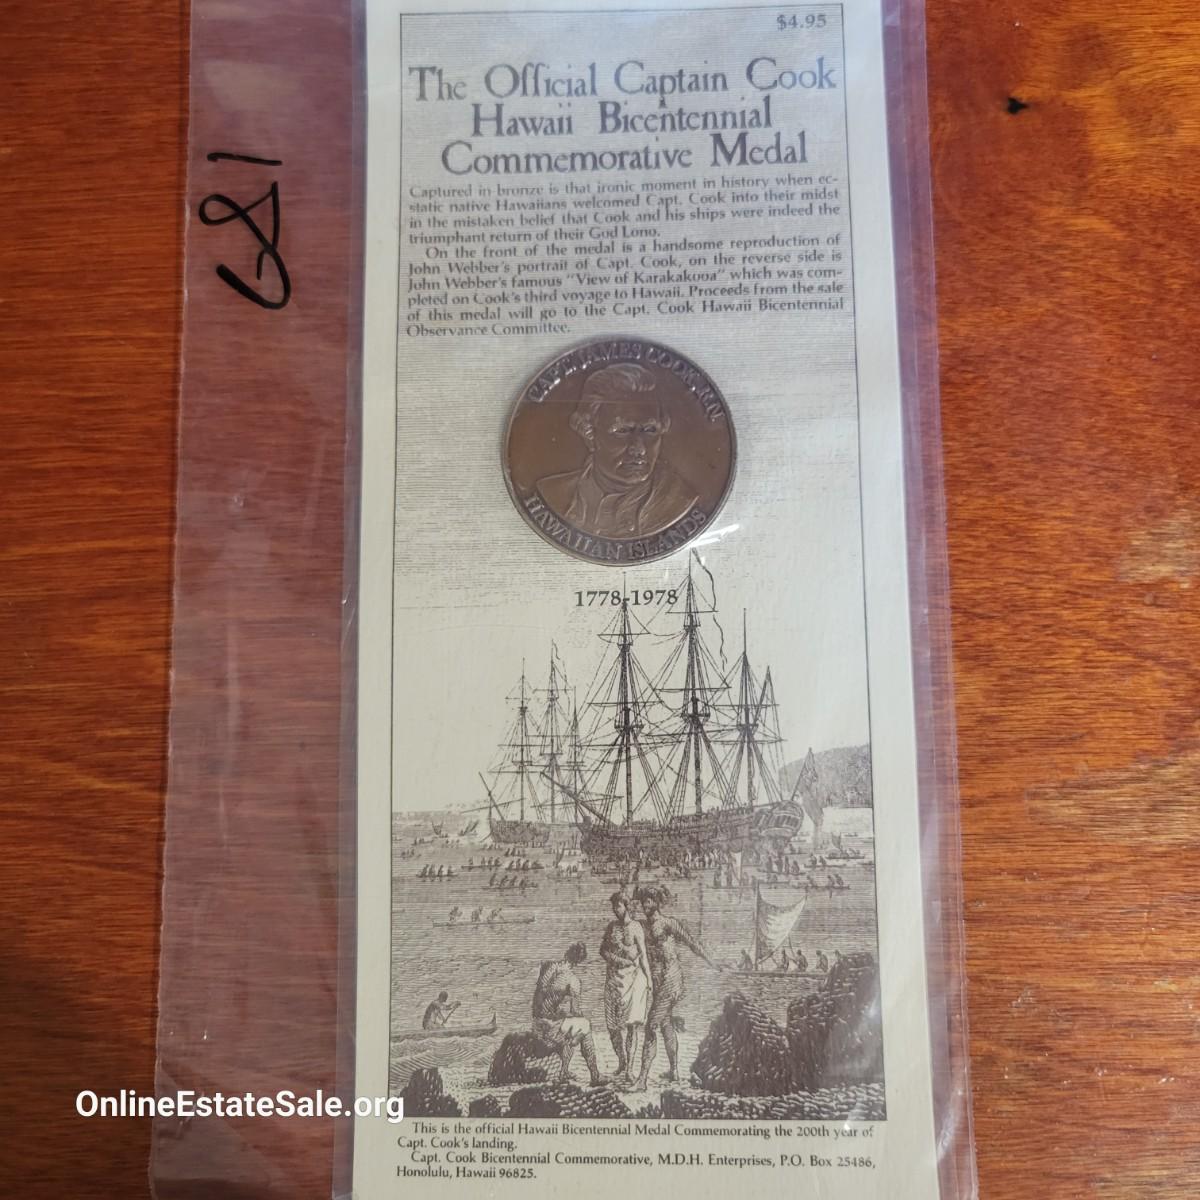 $4.95
The Official Captain Cook
Hawaii Bicentennial
Commemorative Medal
Captured in bronze is that ironic moment in history when ec-
static native Hawaiians welcomed Capt. Cook into their midst
in the mistaken belief that Cook and his ships were indeed the
triumphant return of their God Lono.
On the front of the medal is a handsome reproduction of
John Webber's portrait of Capt. Cook, on the reverse side is
John Webber's famous "View of Karakakooa" which was com-
pleted on Cook's third voyage to Hawaii. Proceeds from the sale
of this medal will go to the Capt. Cook Hawaii Bicentennial
Observance Committee.
CAPT. JAMES COOK, R.N.
HAWAIIAN ISLANDS
1778-1978
This is the official Hawaii Bicentennial Medal Commemorating the 200th year of
Capt. Cook's landing.
Capt. Cook Bicentennial Commemorative, M.D.H. Enterprises, P.O. Box 25486,
Honolulu, Hawaii 96825.
OnlineEstateSale.org